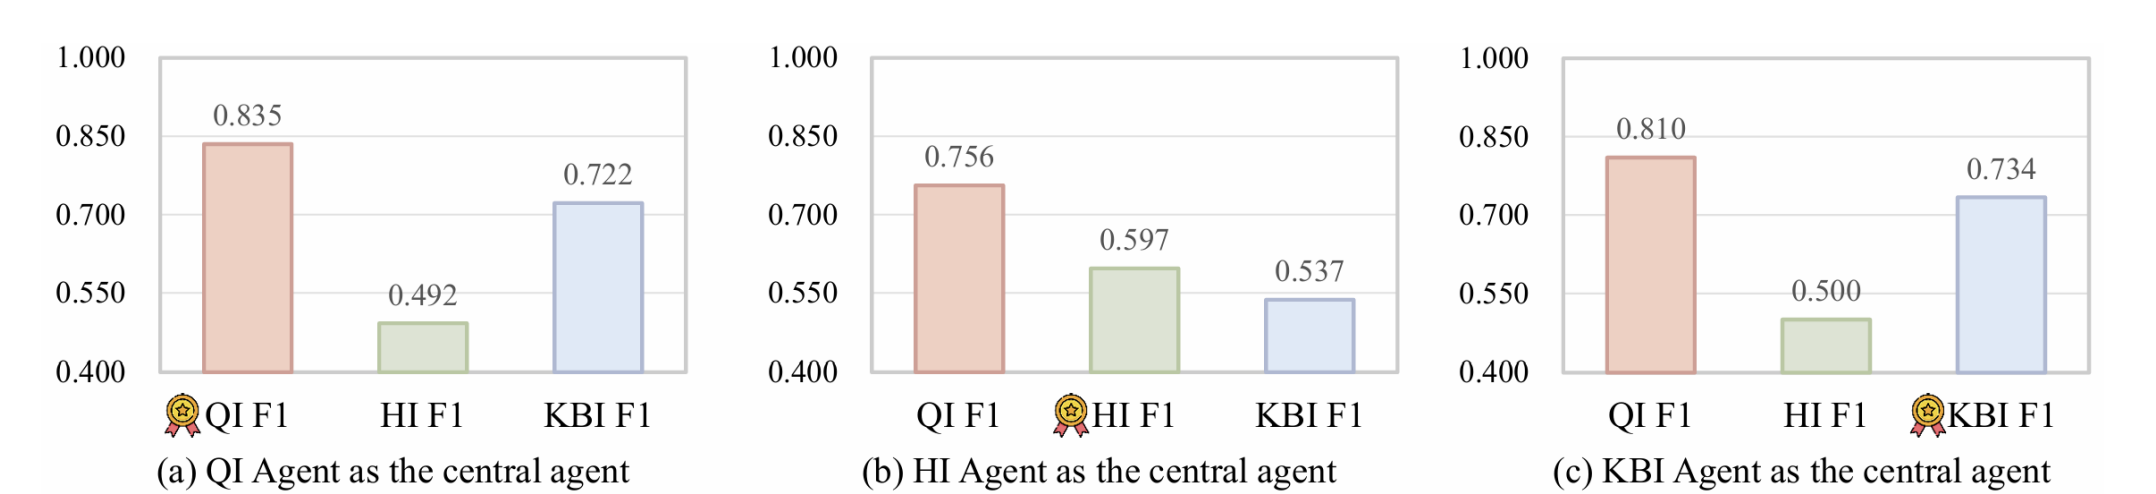 1.000
0.850
0.700
0.550
0.400
0.835
0.492
0.722
QI F1
HI F1
KBI F1
(a) QI Agent as the central agent
1.000
0.850
0.700
0.550
0.400
0.756
0.597
0.537
QI F1
HI F1
KBI F1
(b) HI Agent as the central agent
1.000
0.850
0.700
0.550
0.400
0.810
0.500
0.734
QI F1
HI F1
KBI F1
(c) KBI Agent as the central agent